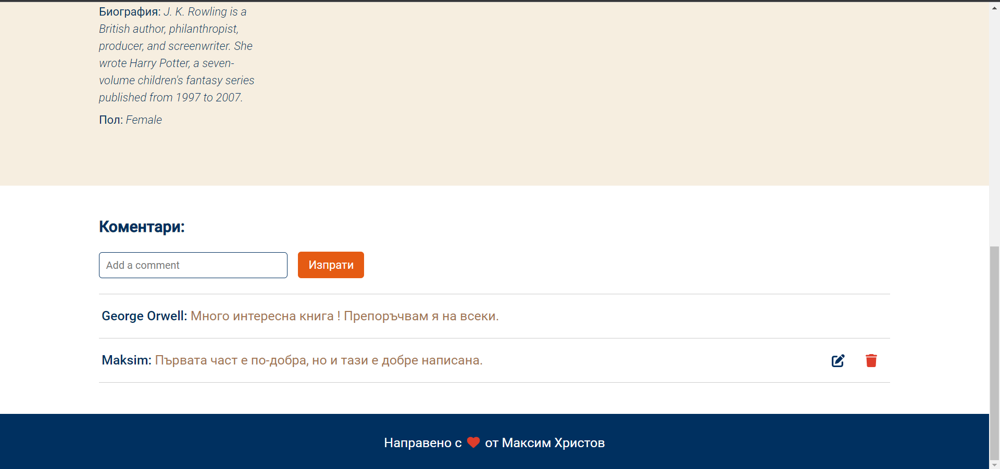 Биография: J. K. Rowling is a
British author, philanthropist,
producer, and screenwriter. She
wrote Harry Potter, a seven-
volume children's fantasy series
published from 1997 to 2007.
Пол: Female
Коментари:
Add a comment
Изпрати
George Orwell: Много интересна книга ! Препоръчвам я на всеки.
Maksim: Първата част е по-добра, но и тази е добре написана.
Направено с ❤ от Максим Христов